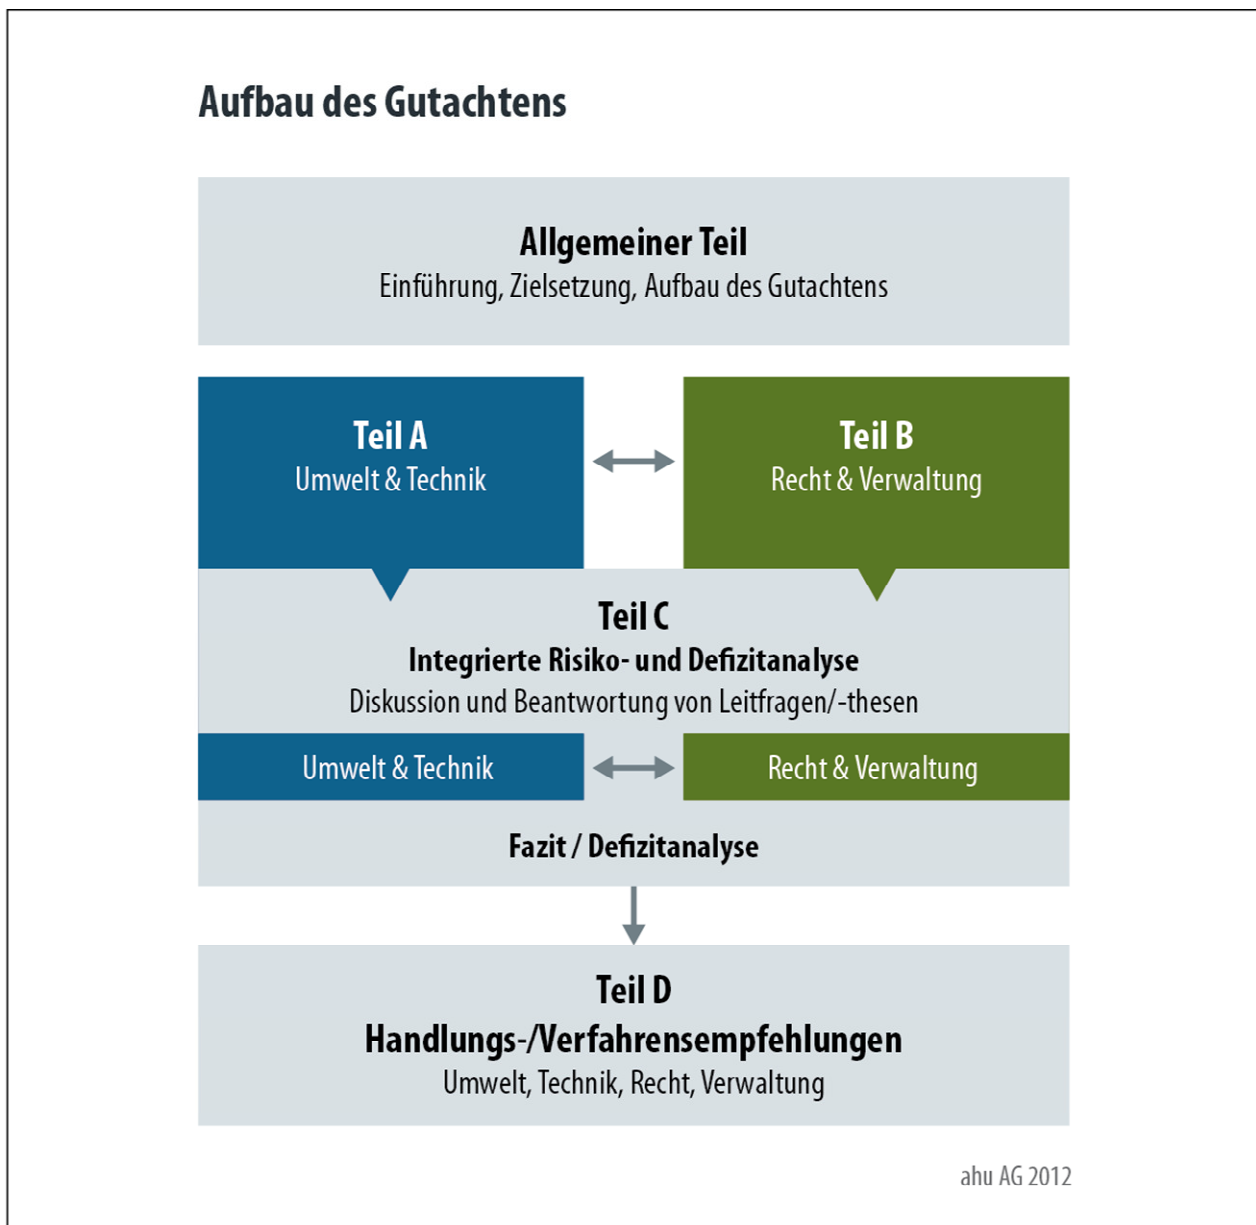 Aufbau des Gutachtens
Allgemeiner Teil
Einführung, Zielsetzung, Aufbau des Gutachtens
Teil A
Umwelt & Technik
Teil B
Recht & Verwaltung
Teil C
Integrierte Risiko- und Defizitanalyse
Diskussion und Beantwortung von Leitfragen/-thesen
Umwelt & Technik
Recht & Verwaltung
Fazit / Defizitanalyse
Teil D
Handlungs-/Verfahrensempfehlungen
Umwelt, Technik, Recht, Verwaltung
ahu AG 2012